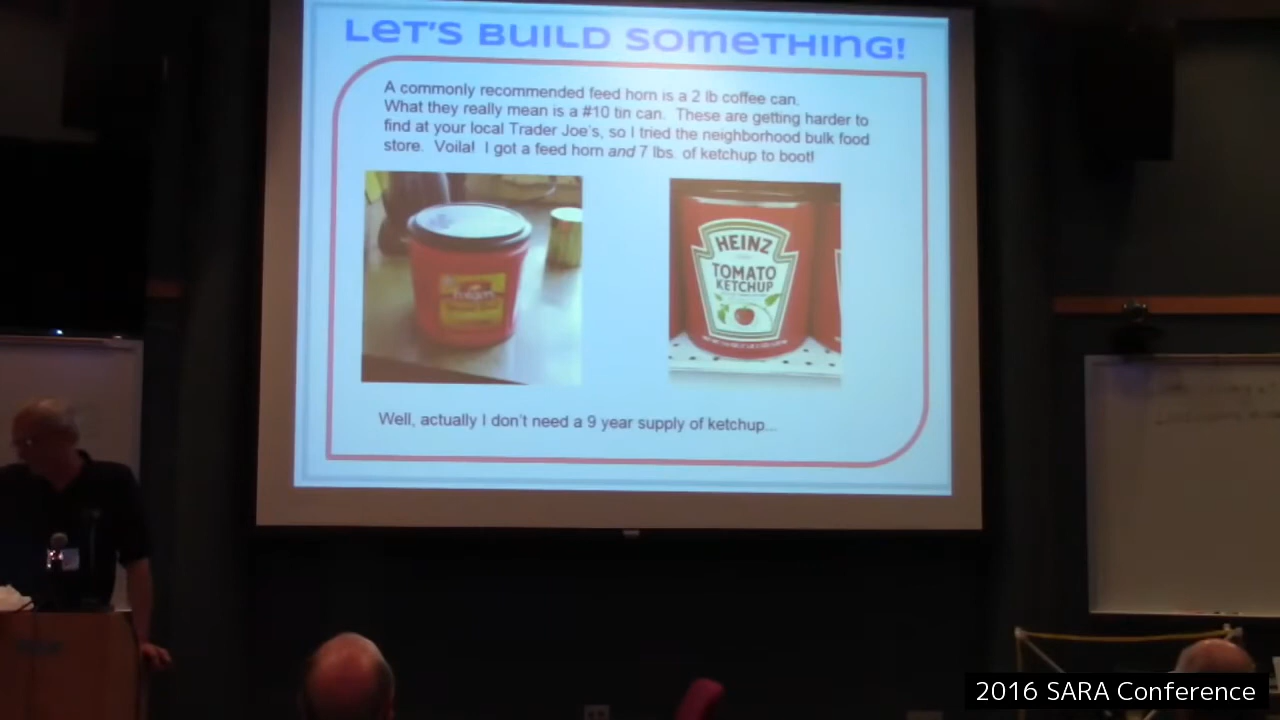 LET'S BUILD SOMETHING!
A commonly recommended feed horn is a 2 lb coffee can.
What they really mean is a #10 tin can. These are getting harder to
find at your local Trader Joe's, so I tried the neighborhood bulk food
store. Voila! I got a feed horn and 7 lbs. of ketchup to boot!
HEINZ
TOMATO
KETCHUP
Well, actually I don't need a 9 year supply of ketchup...
2016 SARA Conference